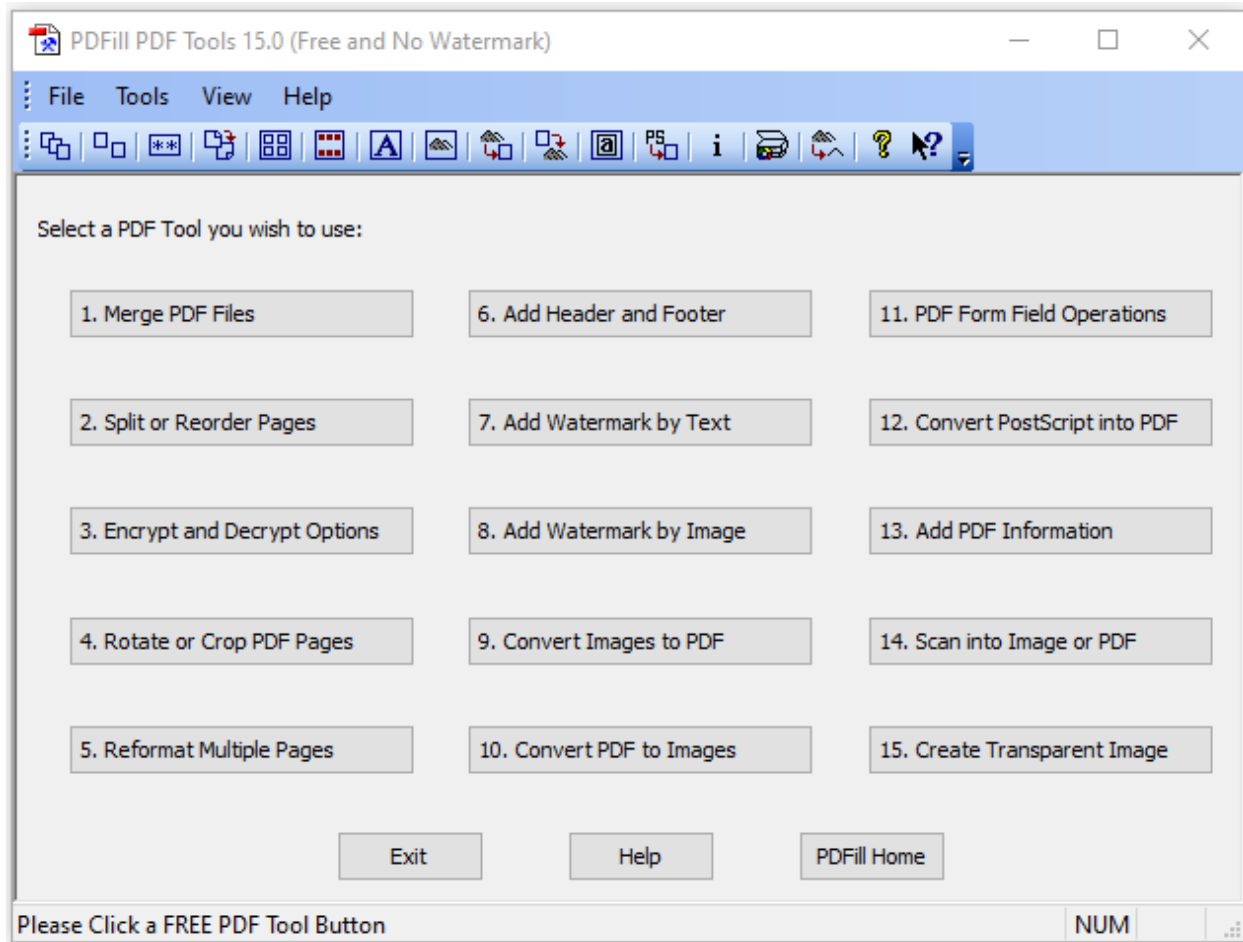 PDFill PDF Tools 15.0 (Free and No Watermark)
File Tools View Help
**
A
a
PS
i
?
?
Select a PDF Tool you wish to use:
1. Merge PDF Files
2. Split or Reorder Pages
3. Encrypt and Decrypt Options
4. Rotate or Crop PDF Pages
5. Reformat Multiple Pages
6. Add Header and Footer
7. Add Watermark by Text
8. Add Watermark by Image
9. Convert Images to PDF
10. Convert PDF to Images
11. PDF Form Field Operations
12. Convert PostScript into PDF
13. Add PDF Information
14. Scan into Image or PDF
15. Create Transparent Image
Exit
Help
PDFill Home
Please Click a FREE PDF Tool Button
NUM